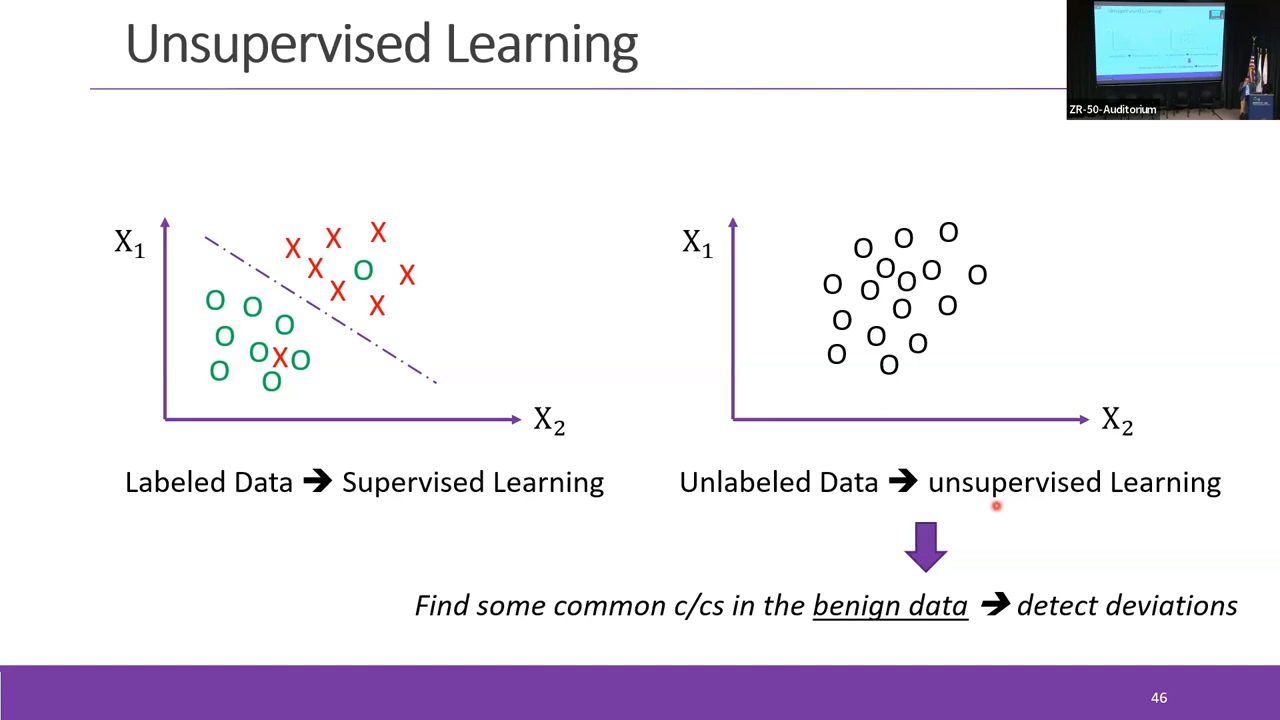 Unsupervised Learning
ZR-50-Auditorium
X₁
X X X
X X O X
X X
O O O
O O X O
O O
X₂
X₁
O O O
O O O O
O O O
O O O
O O O
O O
X₂
Labeled Data ➔ Supervised Learning
Unlabeled Data ➔ unsupervised Learning
Find some common c/cs in the benign data ➔ detect deviations
46